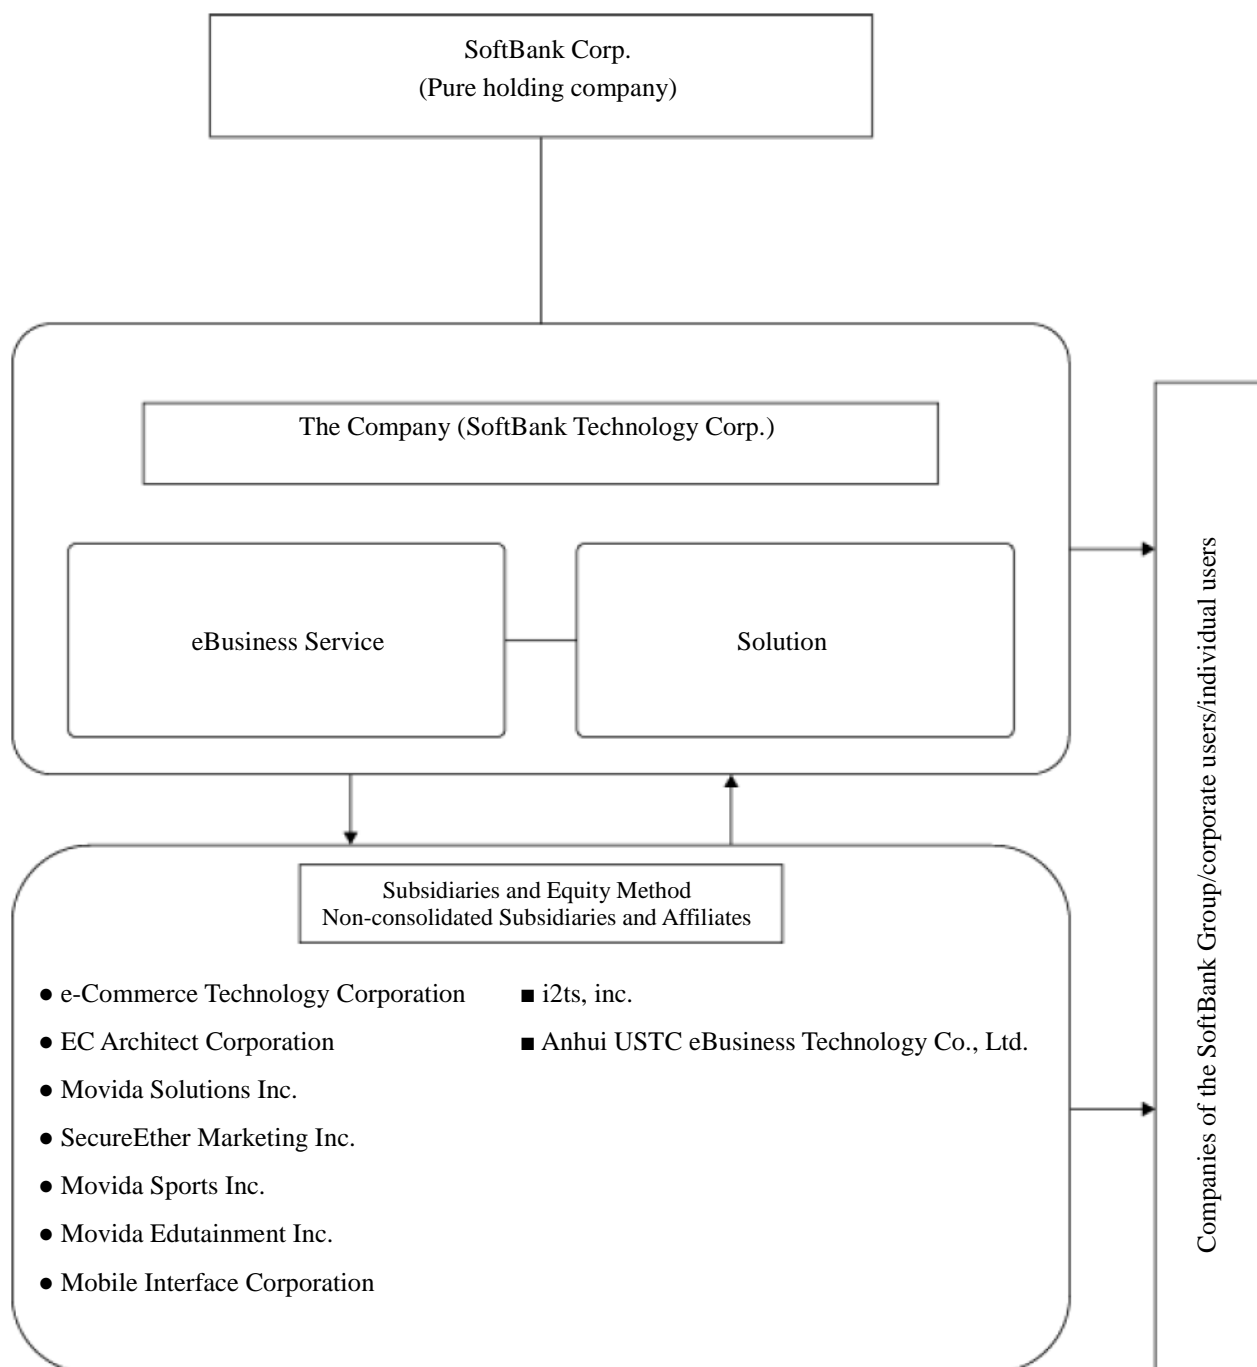 SoftBank Corp.
(Pure holding company)
The Company (SoftBank Technology Corp.)
eBusiness Service
Solution
Companies of the SoftBank Group/corporate users/individual users
Subsidiaries and Equity Method
Non-consolidated Subsidiaries and Affiliates
● e-Commerce Technology Corporation
● EC Architect Corporation
● Movida Solutions Inc.
● SecureEther Marketing Inc.
● Movida Sports Inc.
● Movida Edutainment Inc.
● Mobile Interface Corporation
■ i2ts, inc.
■ Anhui USTC eBusiness Technology Co., Ltd.